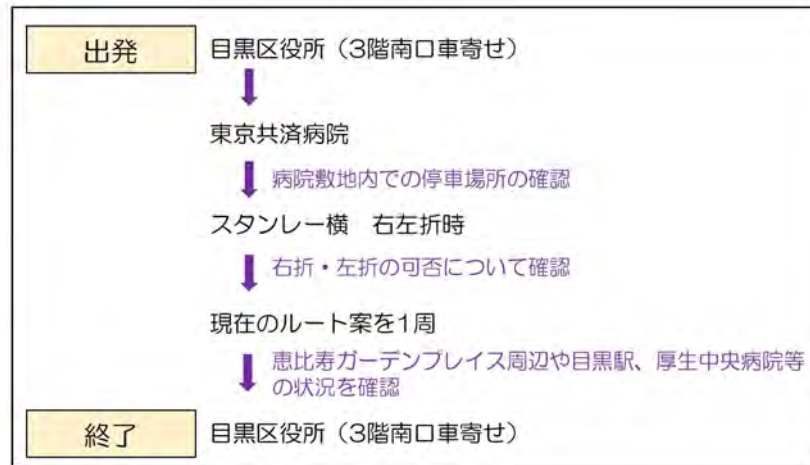 出発
目黒区役所（3階南口車寄せ）
東京共済病院
病院敷地内での停車場所の確認
スタンレー横　右左折時
右折・左折の可否について確認
現在のルート案を1周
恵比寿ガーデンプレイス周辺や目黒駅、厚生中央病院等
の状況を確認
終了
目黒区役所（3階南口車寄せ）